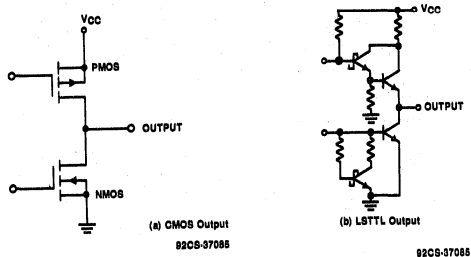 VCC
PMOS
OUTPUT
NMOS
(a) CMOS Output
92CS-37085
VCC
OUTPUT
(b) LSTTL Output
92CS-37085